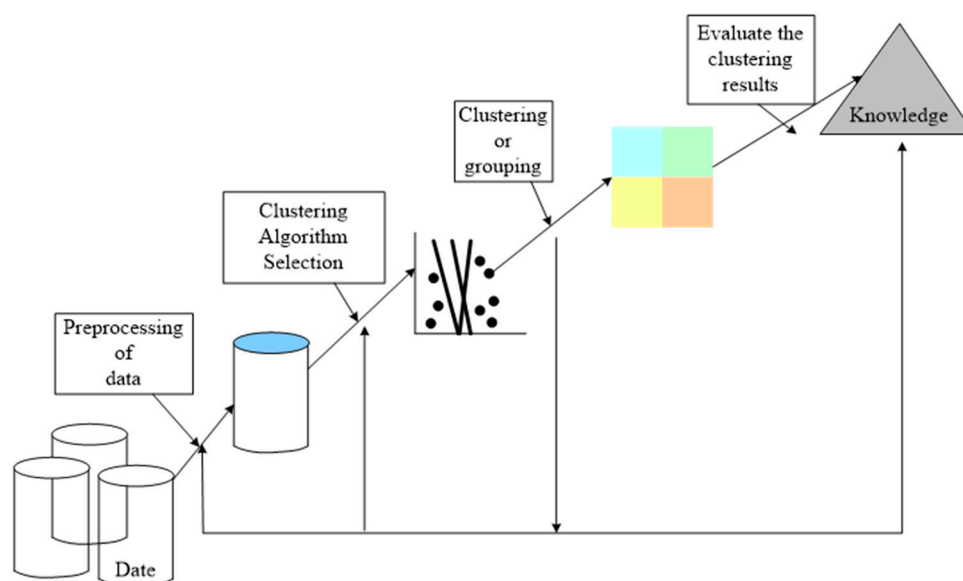 Evaluate the
clustering
results
Knowledge
Clustering
or
grouping
Clustering
Algorithm
Selection
Preprocessing
of
data
Date